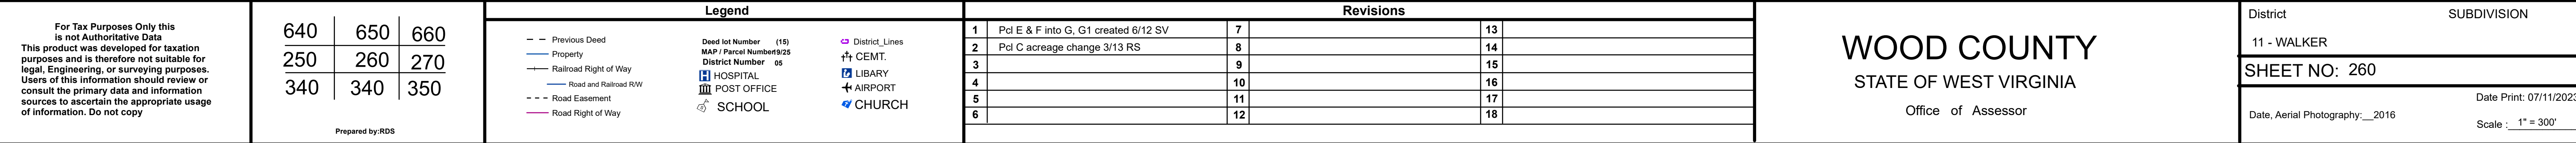 For Tax Purposes Only this
is not Authoritative Data
This product was developed for taxation
purposes and is therefore not suitable for
legal, Engineering, or surveying purposes.
Users of this information should review or
consult the primary data and information
sources to ascertain the appropriate usage
of information. Do not copy
640 650 660
250 260 270
340 340 350
Prepared by:RDS
Legend
Previous Deed
Property
Railroad Right of Way
Road and Railroad R/W
Road Easement
Road Right of Way
Deed lot Number (15)
MAP / Parcel Number 19/25
District Number 05
HOSPITAL
POST OFFICE
SCHOOL
District_Lines
CEMT.
LIBARY
AIRPORT
CHURCH
Revisions
1 Pcl E & F into G, G1 created 6/12 SV
2 Pcl C acreage change 3/13 RS
3
4
5
6
7
8
9
10
11
12
13
14
15
16
17
18
WOOD COUNTY
STATE OF WEST VIRGINIA
Office of Assessor
District SUBDIVISION
11 - WALKER
SHEET NO: 260
Date Print: 07/11/2023
Date, Aerial Photography:__2016
Scale : 1" = 300'